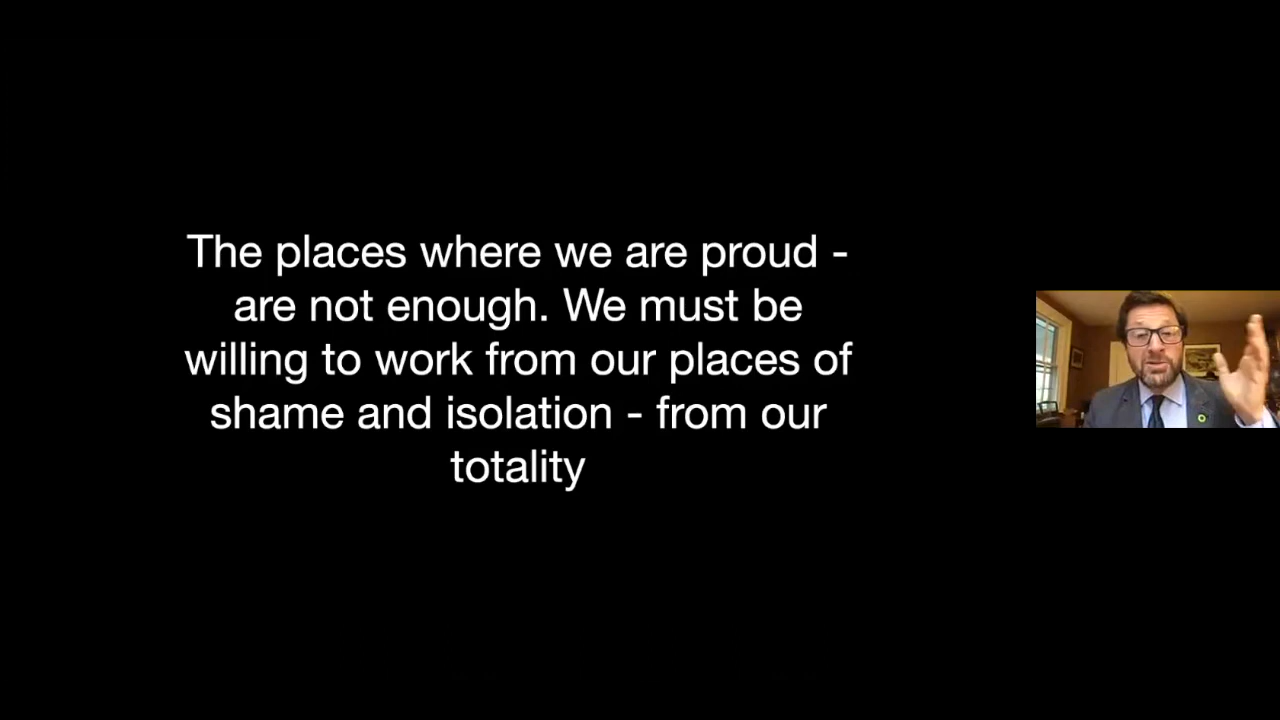 The places where we are proud -
are not enough. We must be
willing to work from our places of
shame and isolation - from our
totality